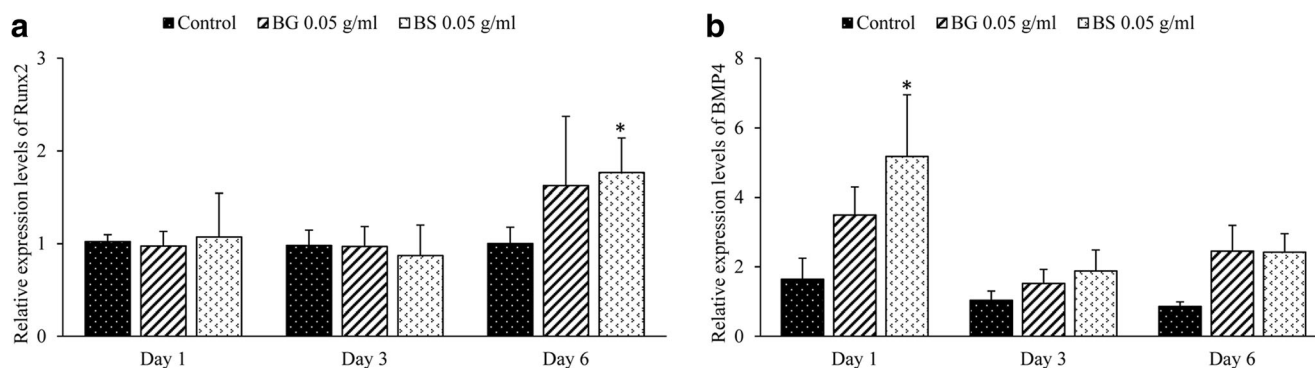 a
Control BG 0.05 g/ml BS 0.05 g/ml
Relative expression levels of Runx2
3
2
1
0
*
Day 1 Day 3 Day 6
b
Control BG 0.05 g/ml BS 0.05 g/ml
Relative expression levels of BMP4
8
6
4
2
0
*
Day 1 Day 3 Day 6